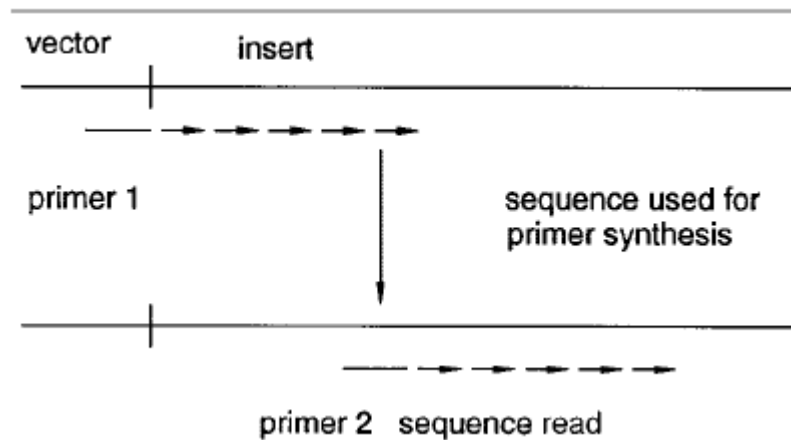 vector
insert
primer 1
sequence used for
primer synthesis
primer 2 sequence read